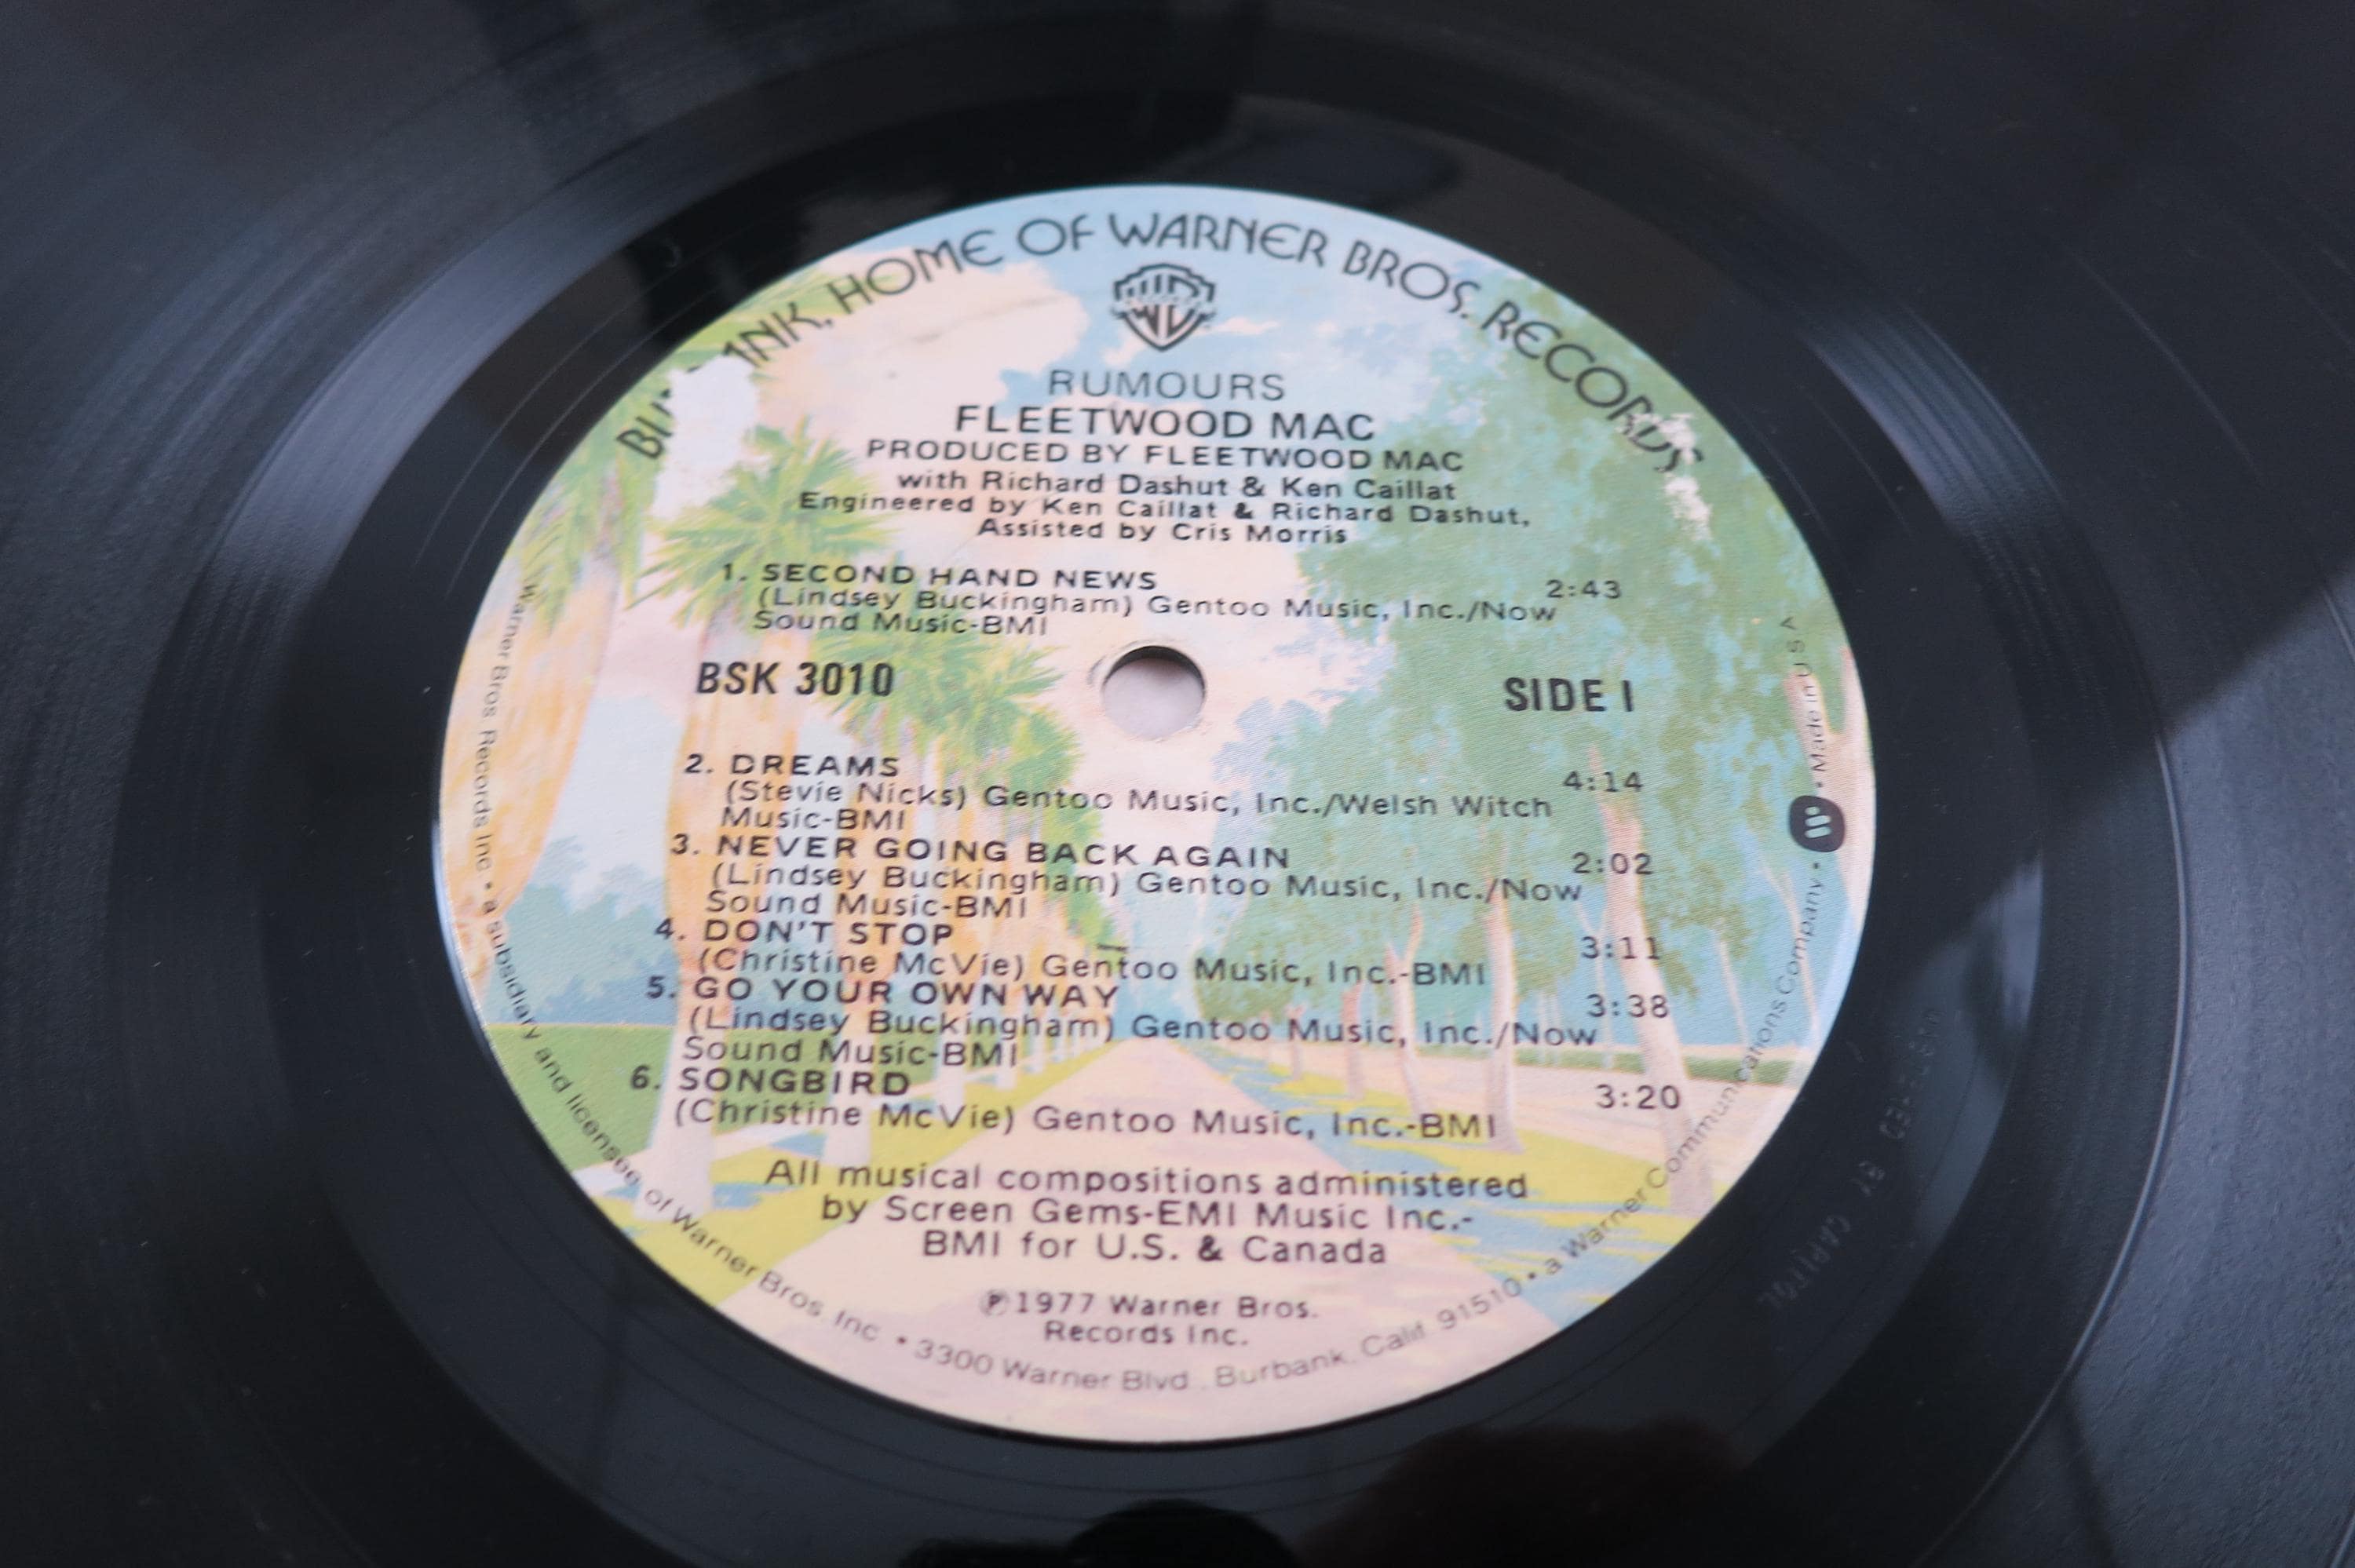 INK, HOME OF WARNER BROS. RECORDS
RUMOURS
FLEETWOOD MAC
PRODUCED BY FLEETWOOD MAC
with Richard Dashut & Ken Caillat
Engineered by Ken Caillat & Richard Dashut,
Assisted by Cris Morris
1. SECOND HAND NEWS 2:43
(Lindsey Buckingham) Gentoo Music, Inc./Now
Sound Music-BMI
BSK 3010 SIDE I
2. DREAMS 4:14
(Stevie Nicks) Gentoo Music, Inc./Welsh Witch
Music-BMI
3. NEVER GOING BACK AGAIN 2:02
(Lindsey Buckingham) Gentoo Music, Inc./Now
Sound Music-BMI
4. DON'T STOP 3:11
(Christine McVie) Gentoo Music, Inc.-BMI
5. GO YOUR OWN WAY 3:38
(Lindsey Buckingham) Gentoo Music, Inc./Now
Sound Music-BMI
6. SONGBIRD 3:20
(Christine McVie) Gentoo Music, Inc.-BMI
All musical compositions administered
by Screen Gems-EMI Music Inc.-
BMI for U.S. & Canada
℗1977 Warner Bros.
Records Inc.
Warner Bros. Records Inc. • a subsidiary and licensee of Warner Bros. Inc. • 3300 Warner Blvd., Burbank, Calif. 91510 • a Warner Communications Company • Made in U S A
CAPITOL